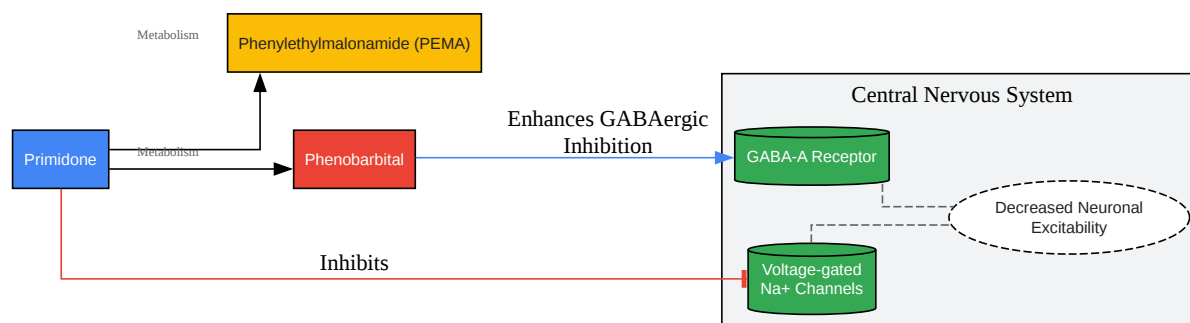 Metabolism
Phenylethylmalonamide (PEMA)
Central Nervous System
Enhances GABAergic
Inhibition
Primidone
Metabolism
Phenobarbital
GABA-A Receptor
Decreased Neuronal
Excitability
Inhibits
Voltage-gated
Na+ Channels